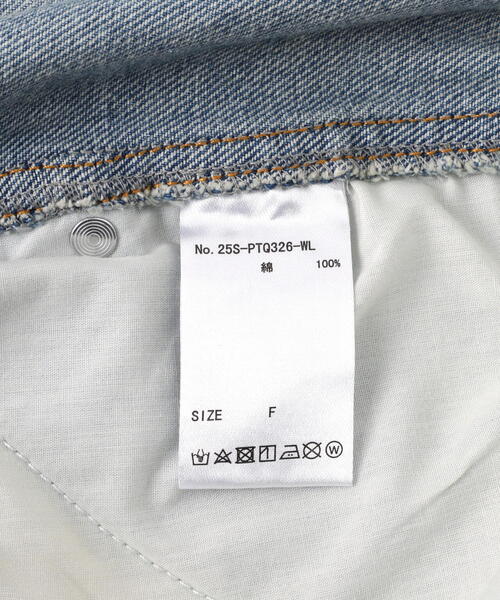 No. 25S-PTQ326-WL
綿 100%
SIZE F
W